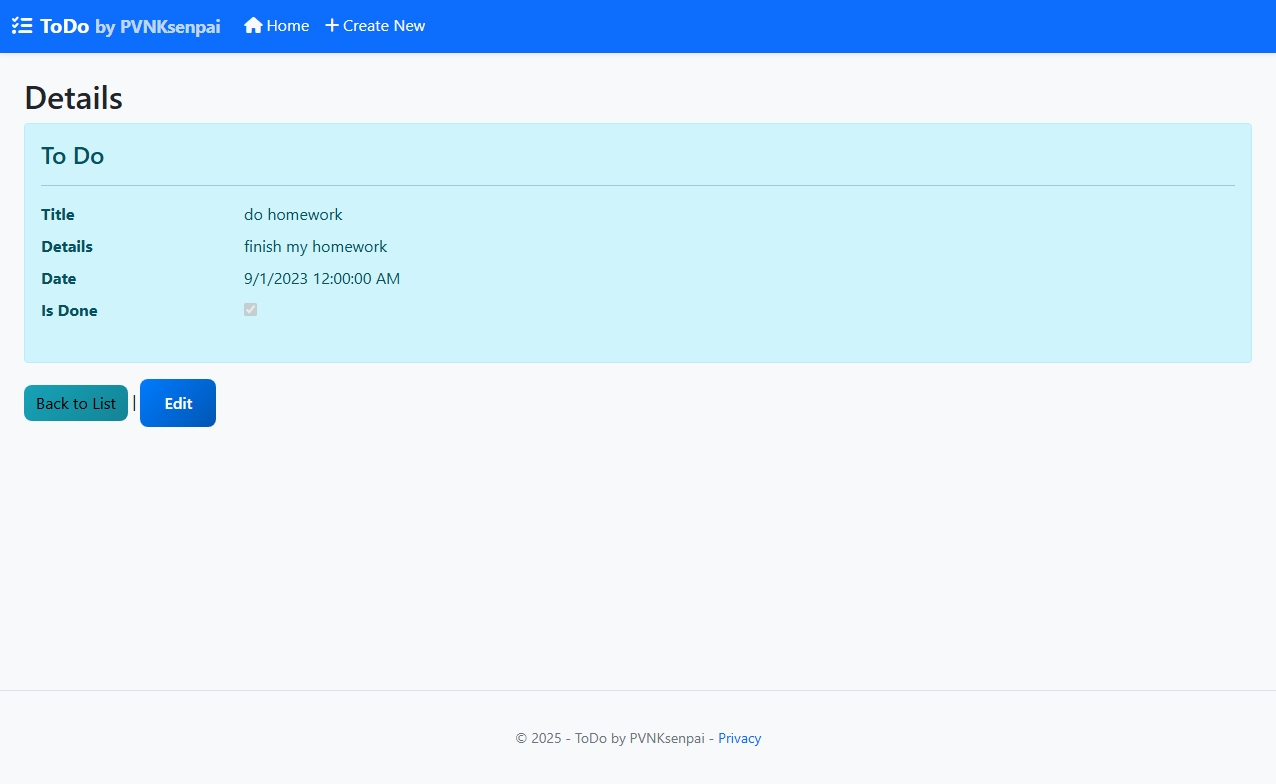 ToDo by PVNKsenpai Home Create New
Details
To Do
Title do homework
Details finish my homework
Date 9/1/2023 12:00:00 AM
Is Done
Back to List | Edit
© 2025 - ToDo by PVNKsenpai - Privacy